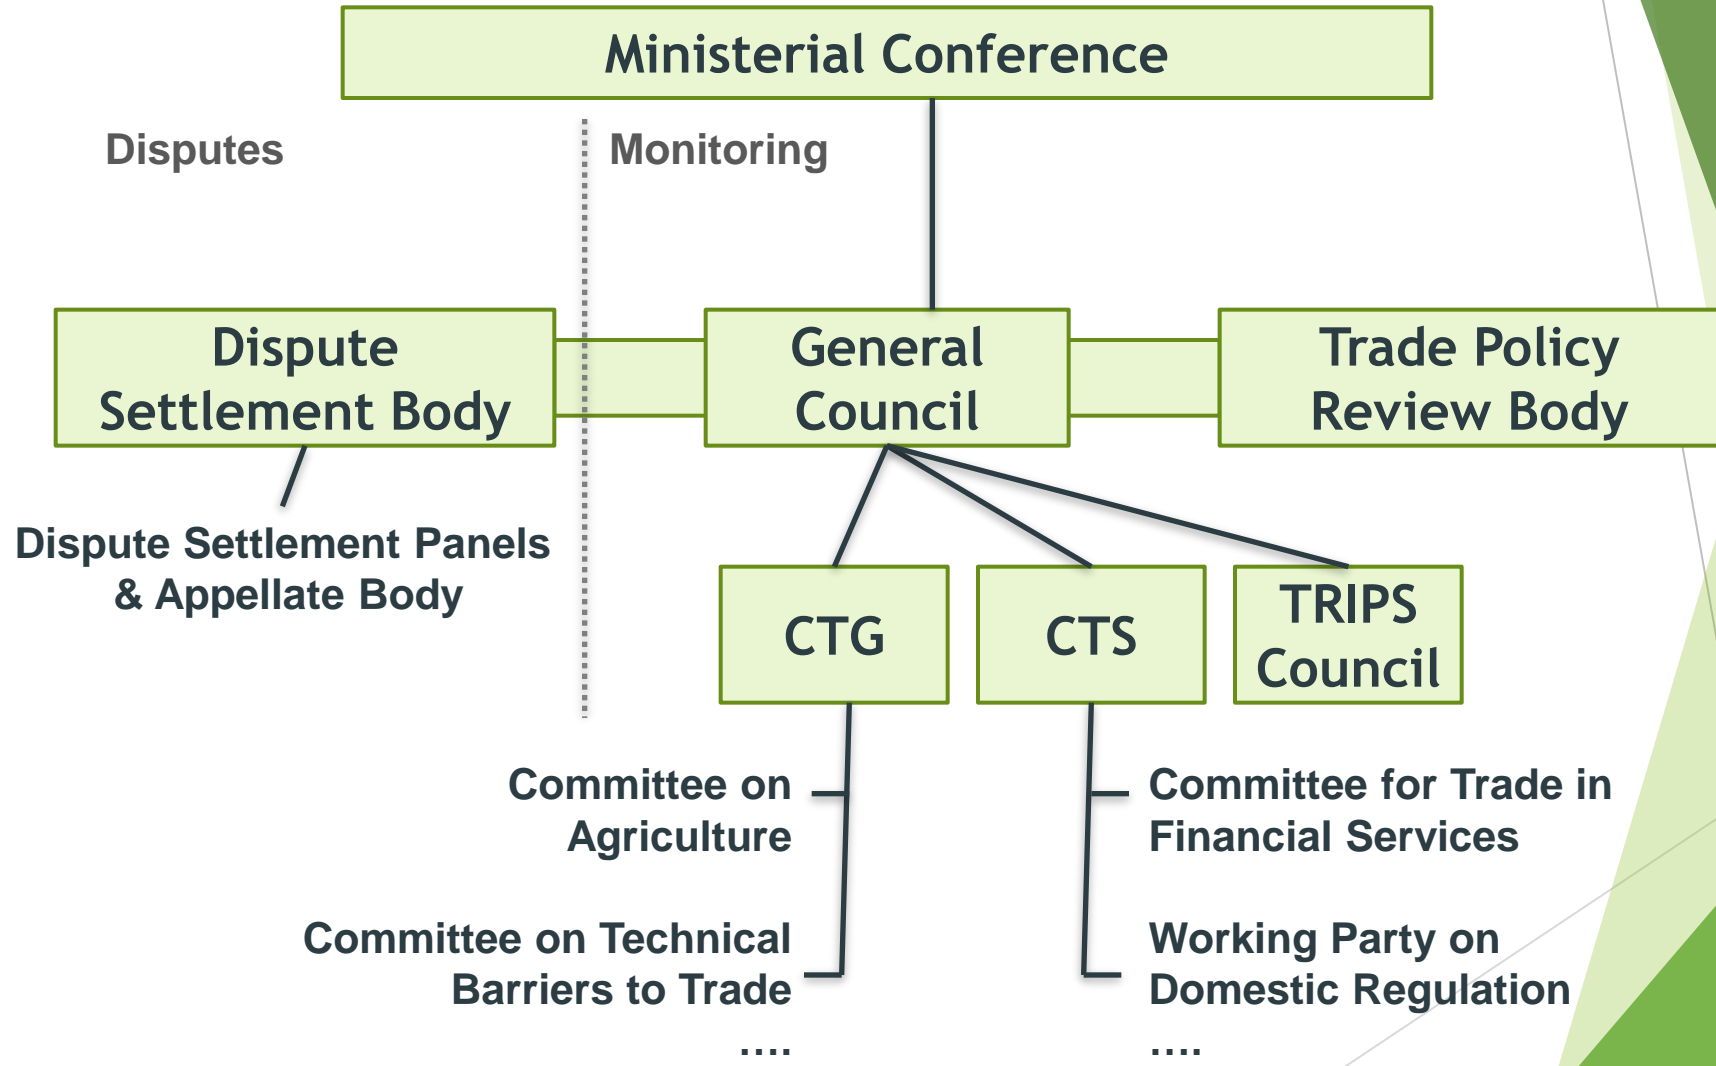 Ministerial Conference
Disputes
Monitoring
Dispute
Settlement Body
General
Council
Trade Policy
Review Body
Dispute Settlement Panels
& Appellate Body
CTG
CTS
TRIPS
Council
Committee on
Agriculture
Committee on Technical
Barriers to Trade
....
Committee for Trade in
Financial Services
Working Party on
Domestic Regulation
....